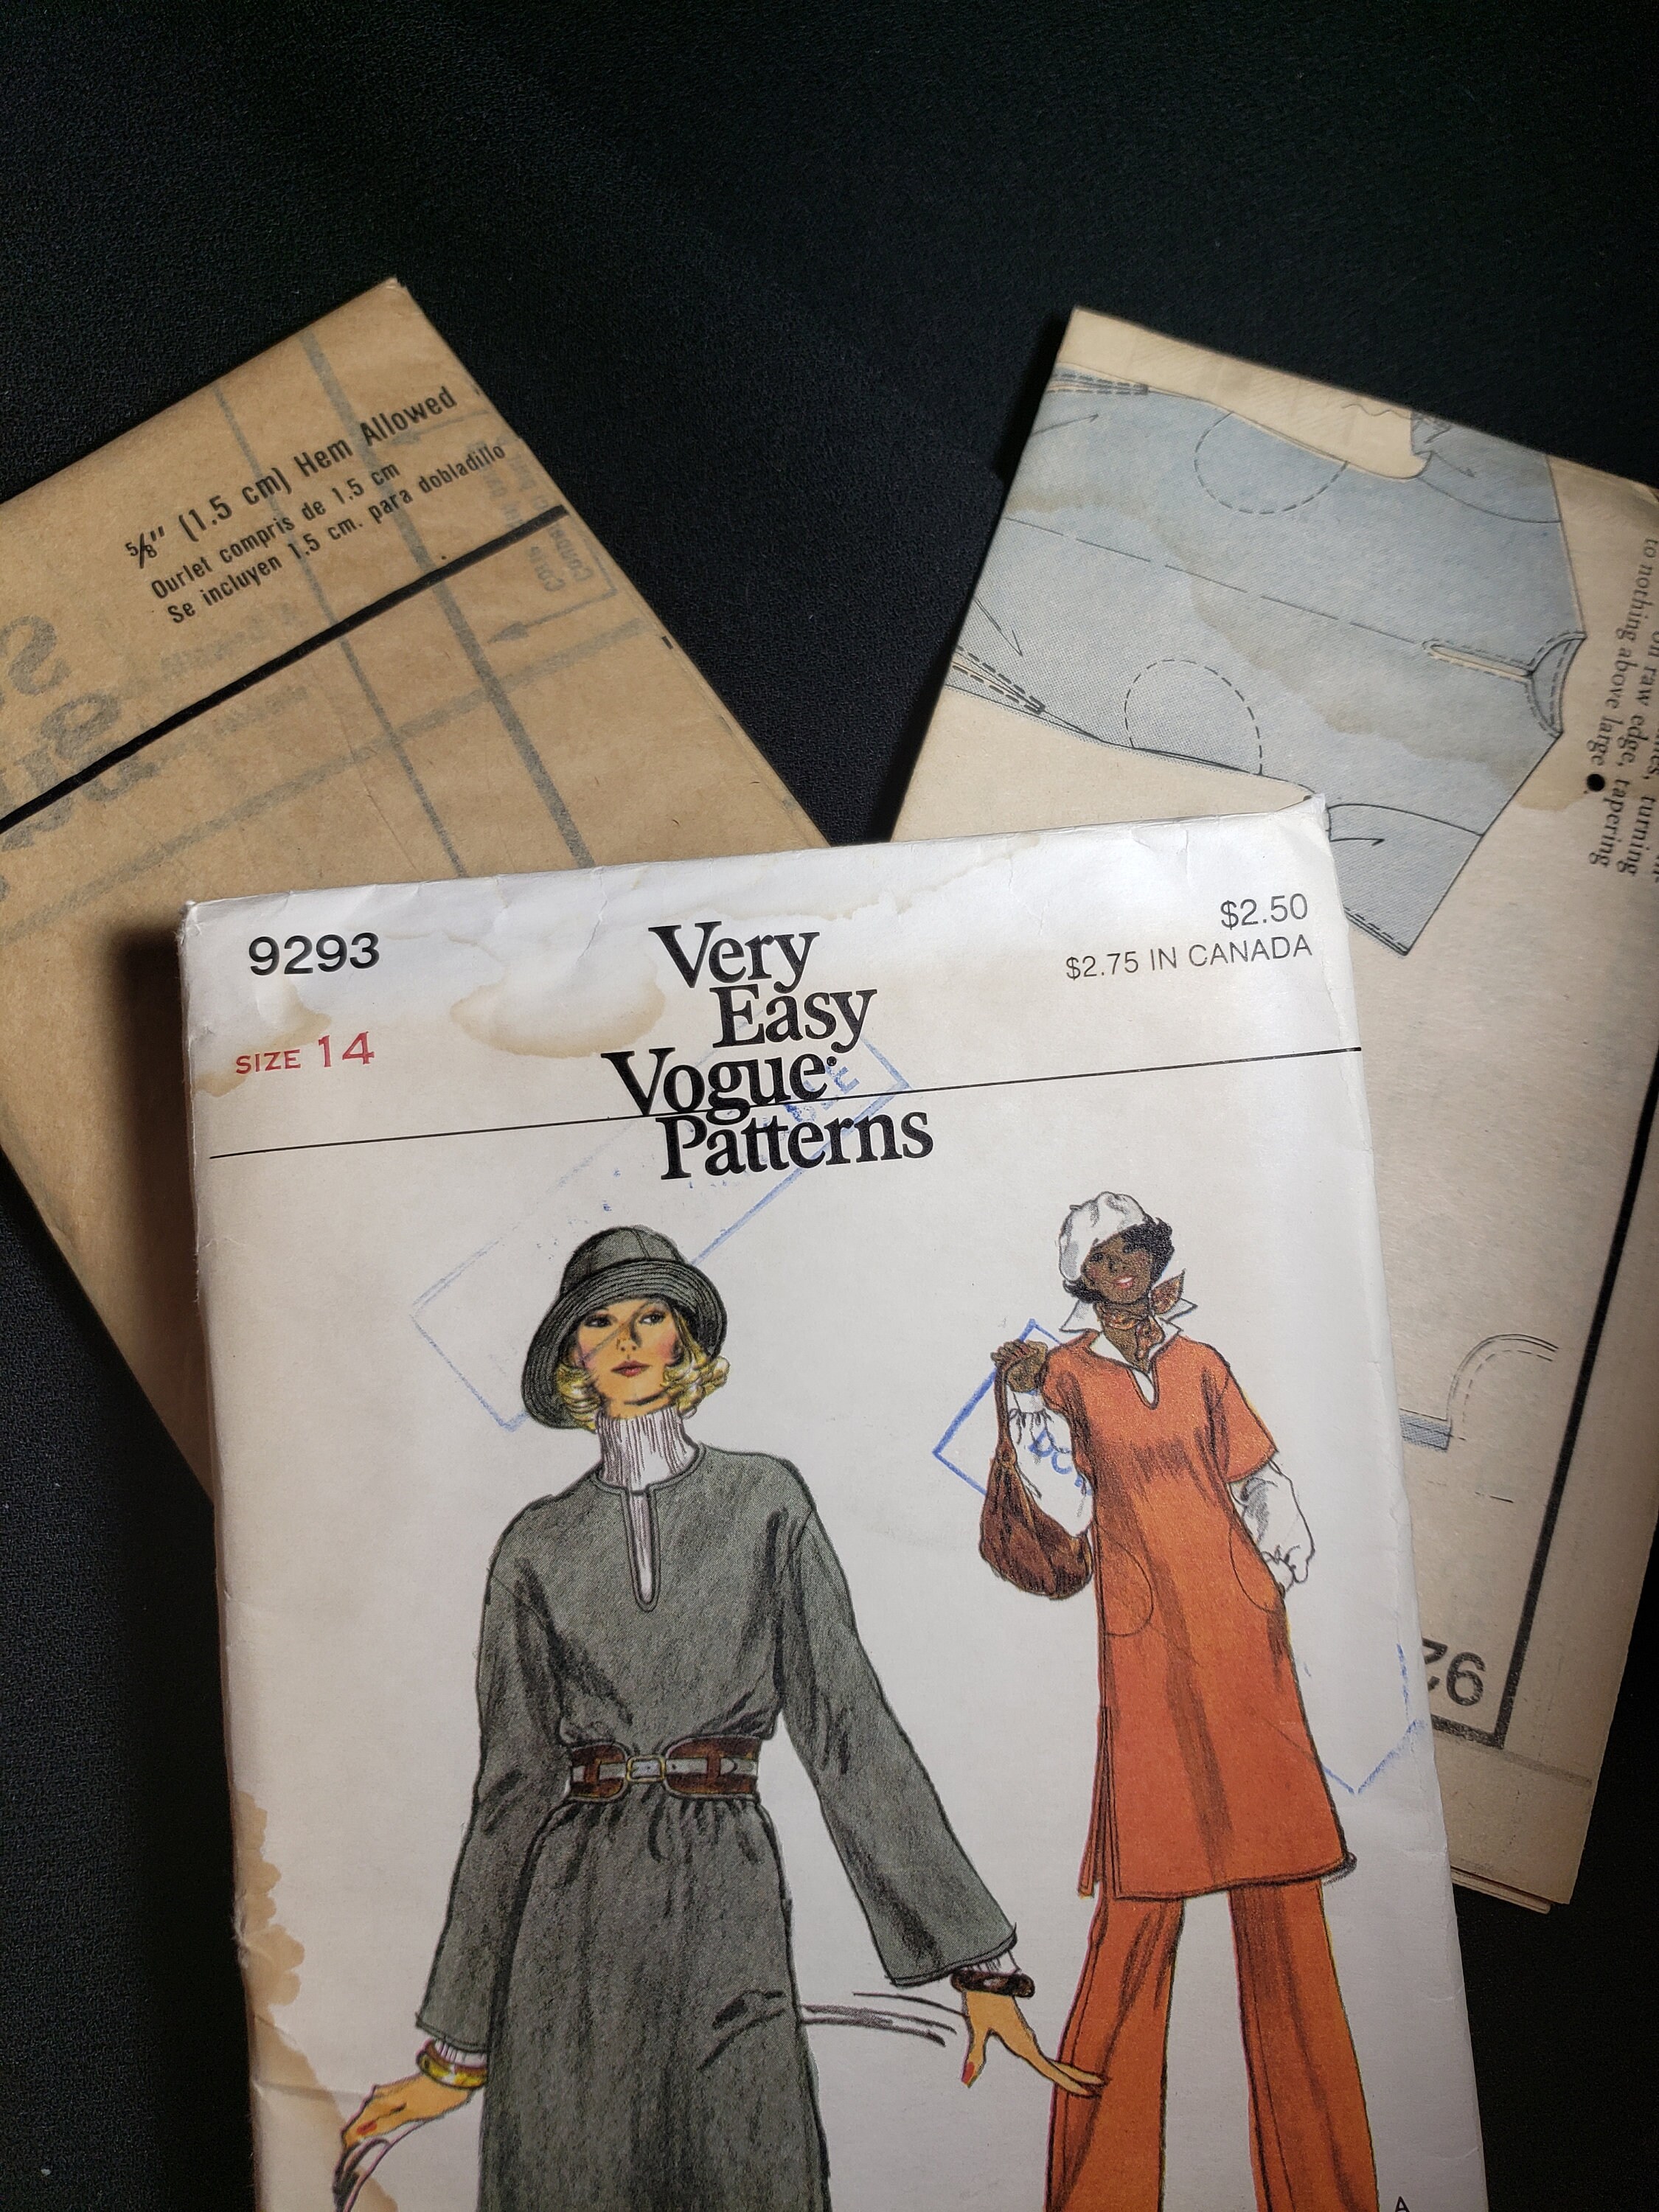 5/8" (1.5 cm) Hem Allowed
Ourlet compris de 1.5 cm
Se incluyen 1.5 cm. para dobladillo
on raw edge, tapering
to nothing above large
turning
9293
SIZE 14
Very
Easy
Vogue
Patterns
$2.50
$2.75 IN CANADA
A